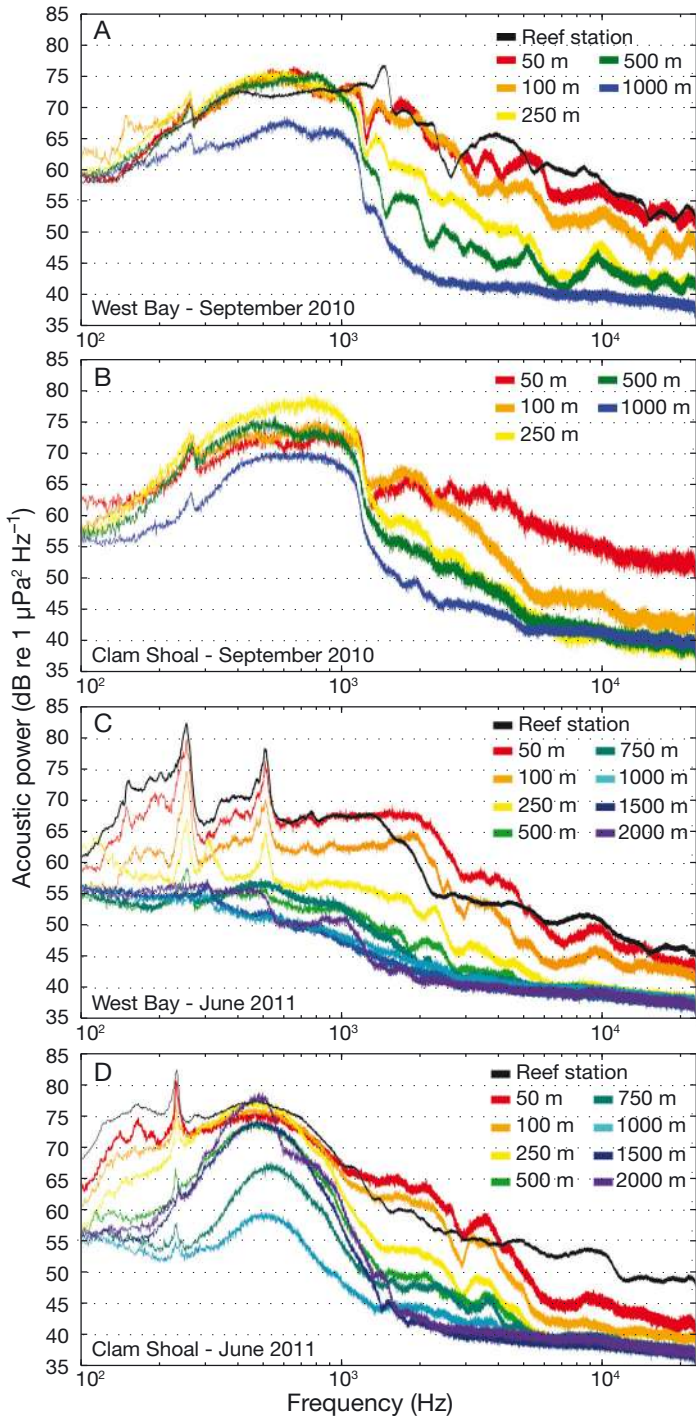 Acoustic power (dB re 1 µPa² Hz⁻¹)
A
85
80
75
70
65
60
55
50
45
40
35
Reef station
50 m
500 m
100 m
1000 m
250 m
West Bay - September 2010
10²
10³
10⁴
B
85
80
75
70
65
60
55
50
45
40
35
50 m
500 m
100 m
1000 m
250 m
Clam Shoal - September 2010
10²
10³
10⁴
C
85
80
75
70
65
60
55
50
45
40
35
Reef station
50 m
750 m
100 m
1000 m
250 m
1500 m
500 m
2000 m
West Bay - June 2011
10²
10³
10⁴
D
85
80
75
70
65
60
55
50
45
40
35
Reef station
50 m
750 m
100 m
1000 m
250 m
1500 m
500 m
2000 m
Clam Shoal - June 2011
10²
10³
10⁴
Frequency (Hz)